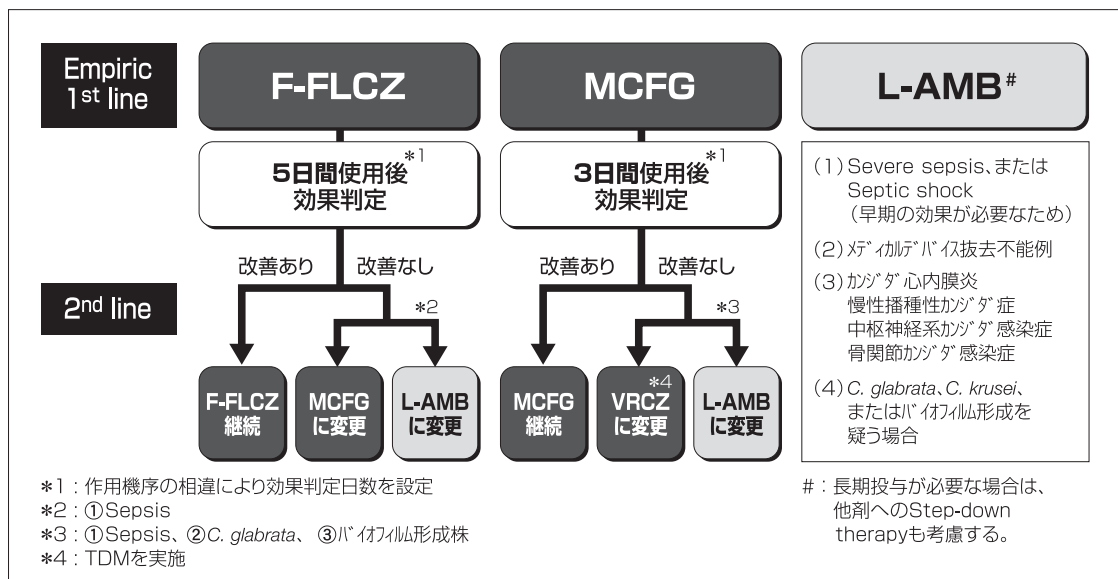 Empiric
1st line
F-FLCZ
MCFG
L-AMB#
5日間使用後*1
効果判定
3日間使用後*1
効果判定
改善あり
改善なし
改善あり
改善なし
2nd line
*2
*3
F-FLCZ
継続
MCFG
に変更
L-AMB
に変更
MCFG
継続
*4
VRCZ
に変更
L-AMB
に変更
(1) Severe sepsis、または
Septic shock
(早期の効果が必要なため)
(2) メディカルデバイス抜去不能例
(3) カンジダ心内膜炎
慢性播種性カンジダ症
中枢神経系カンジダ感染症
骨関節カンジダ感染症
(4) C. glabrata、C. krusei、
またはバイオフィルム形成を
疑う場合
*1：作用機序の相違により効果判定日数を設定
*2：①Sepsis
*3：①Sepsis、②C. glabrata、③バイオフィルム形成株
*4：TDMを実施
#：長期投与が必要な場合は、
他剤へのStep-down
therapyも考慮する。